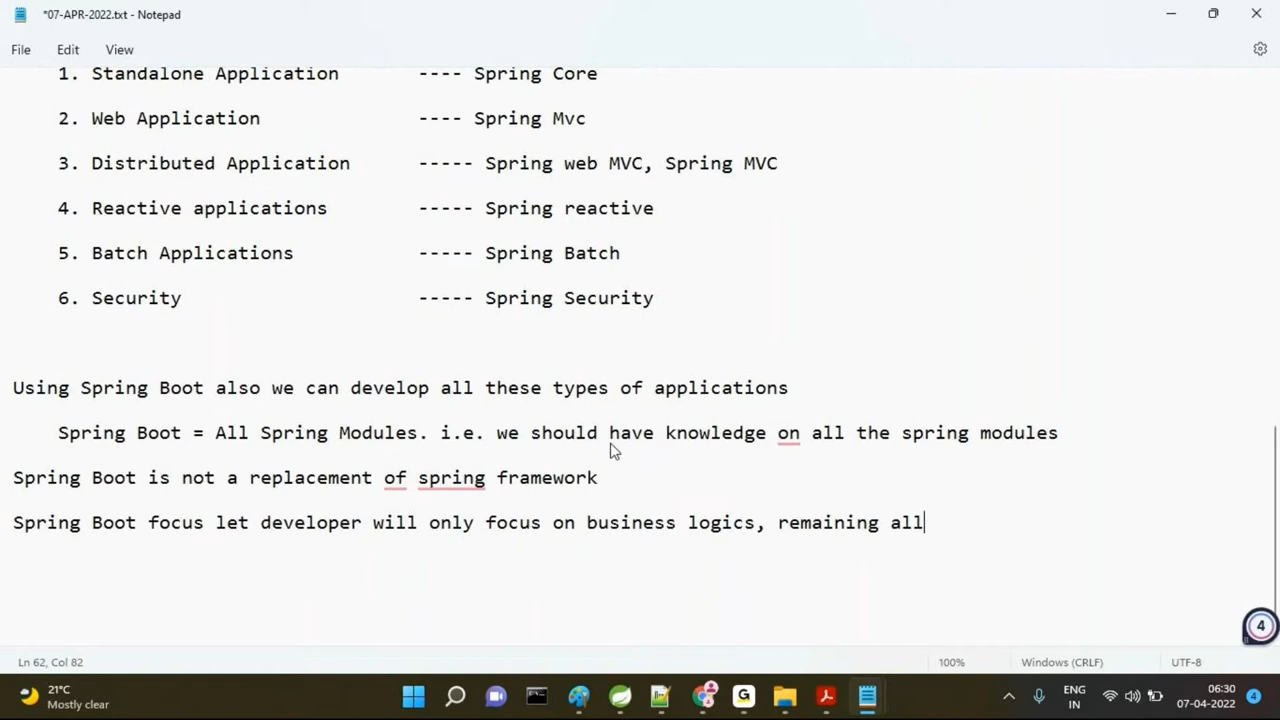 *07-APR-2022.txt - Notepad
File Edit View
1. Standalone Application ---- Spring Core
2. Web Application ---- Spring Mvc
3. Distributed Application ----- Spring web MVC, Spring MVC
4. Reactive applications ----- Spring reactive
5. Batch Applications ----- Spring Batch
6. Security ----- Spring Security
Using Spring Boot also we can develop all these types of applications
Spring Boot = All Spring Modules. i.e. we should have knowledge on all the spring modules
Spring Boot is not a replacement of spring framework
Spring Boot focus let developer will only focus on business logics, remaining all
4
Ln 62, Col 82 100% Windows (CRLF) UTF-8
21°C
Mostly clear
ENG
IN
06:30
07-04-2022
4